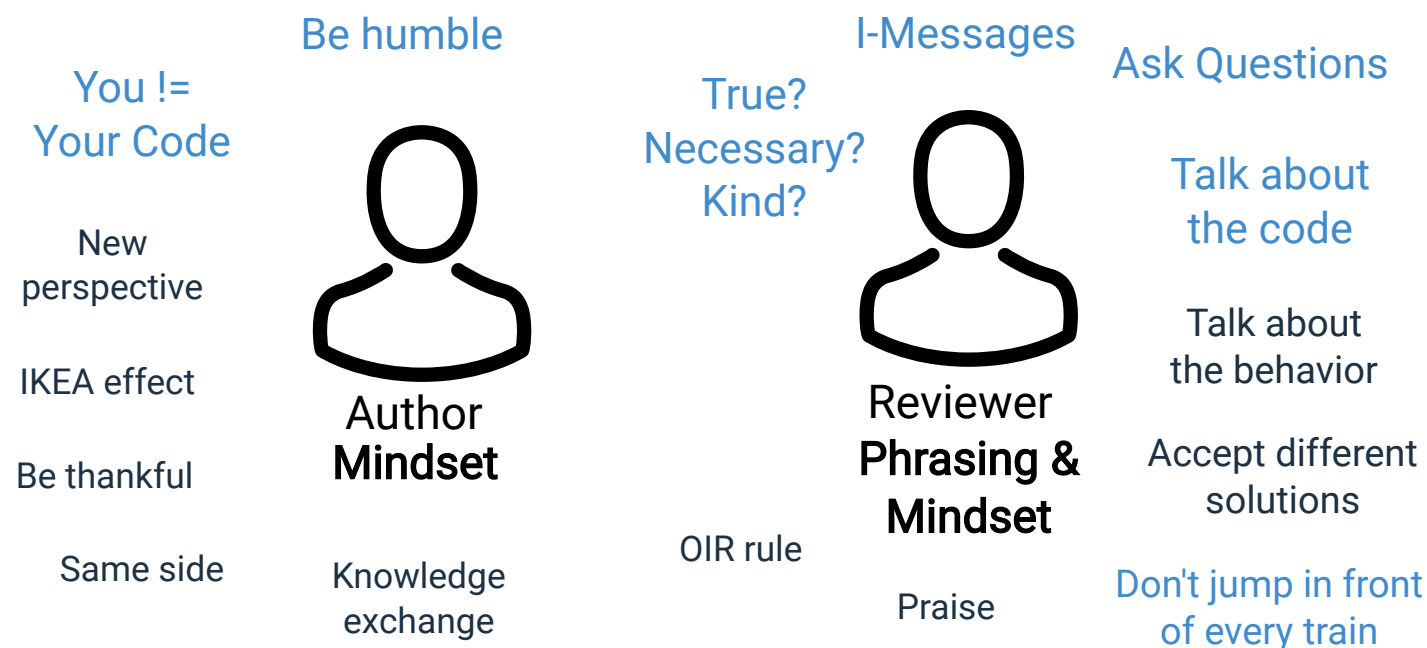 Be humble
You !=
Your Code
New
perspective
IKEA effect
Be thankful
Same side
Knowledge
exchange
Author
Mindset
I-Messages
Ask Questions
True?
Necessary?
Kind?
Talk about
the code
Talk about
the behavior
Accept different
solutions
Don't jump in front
of every train
Reviewer
Phrasing &
Mindset
OIR rule
Praise